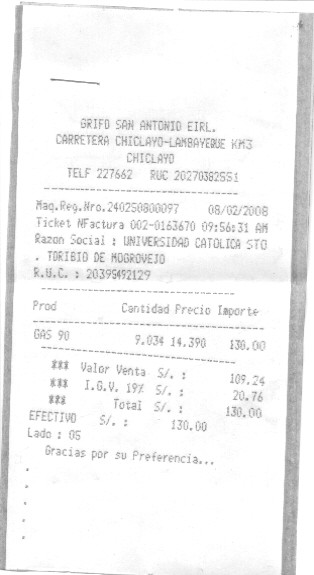 GRIFO SAN ANTONIO EIRL.
CARRETERA CHICLAYO-LAMBAYEQUE KM3
CHICLAYO
TELF 227662 RUC 20270382551
Maq.Reg.Nro.240250800097 08/02/2008
Ticket NFactura 002-0163670 09:56:31 AM
Razon Social : UNIVERSIDAD CATOLICA STO
. TORIBIO DE MOGROVEJO
R.U.C. : 20395492129
Prod Cantidad Precio Importe
GAS 90 9.034 14.390 130.00
*** Valor Venta S/. : 109.24
*** I.G.V. 19% S/. : 20.76
*** Total S/. : 130.00
EFECTIVO S/. : 130.00
Lado : 05
Gracias por su Preferencia...